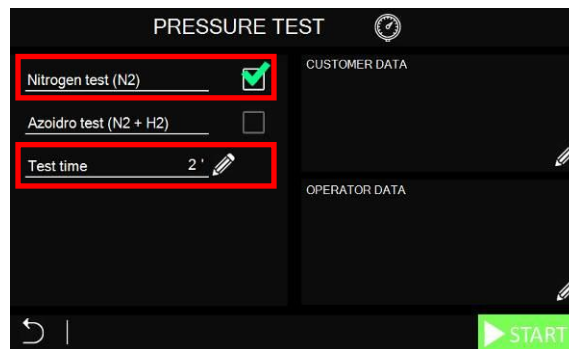 PRESSURE TEST
Nitrogen test (N2)
Azoidro test (N2 + H2)
Test time 2 '
CUSTOMER DATA
OPERATOR DATA
START